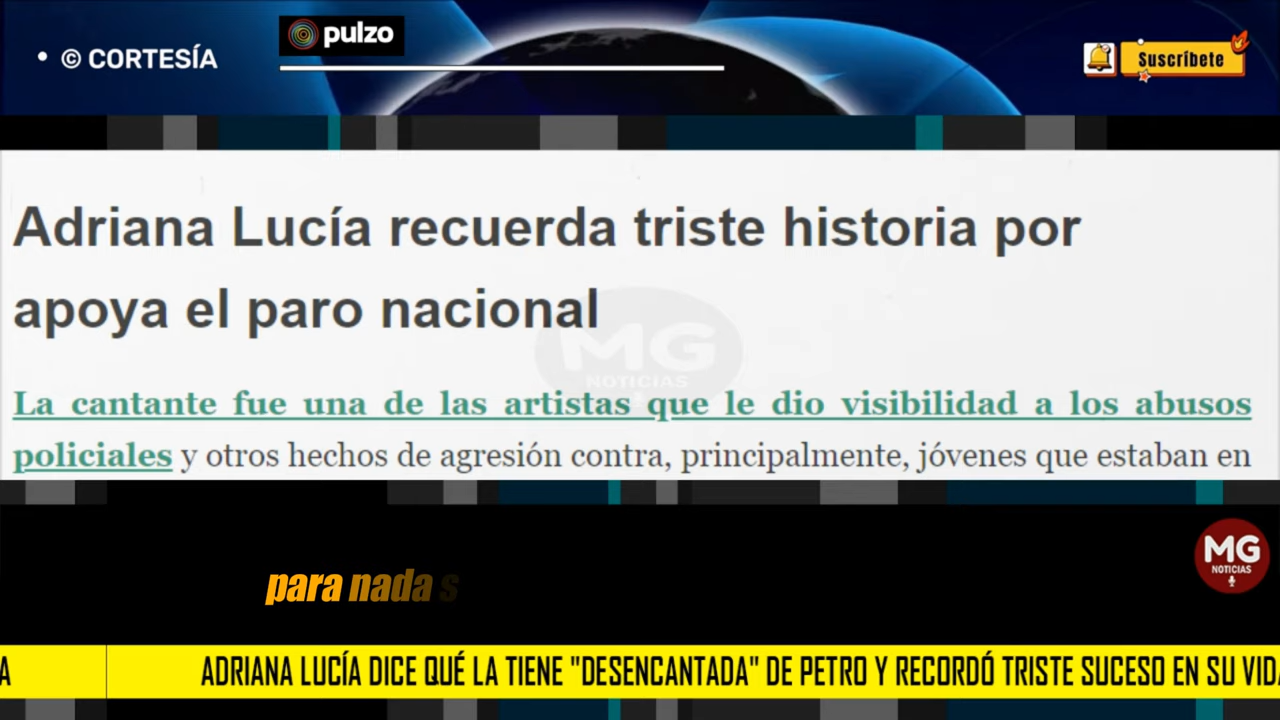 • © CORTESÍA
pulzo
Suscríbete
Adriana Lucía recuerda triste historia por
apoya el paro nacional
MG
NOTICIAS
La cantante fue una de las artistas que le dio visibilidad a los abusos
policiales y otros hechos de agresión contra, principalmente, jóvenes que estaban en
MG
NOTICIAS
para nada s
A ADRIANA LUCÍA DICE QUÉ LA TIENE "DESENCANTADA" DE PETRO Y RECORDÓ TRISTE SUCESO EN SU VIDA